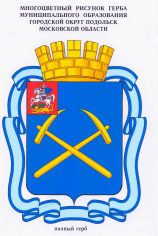 МНОГОЦВЕТНЫЙ РИСУНОК ГЕРБА
МУНИЦИПАЛЬНОГО ОБРАЗОВАНИЯ
ГОРОДСКОЙ ОКРУГ ПОДОЛЬСК
МОСКОВСКОЙ ОБЛАСТИ
полный герб